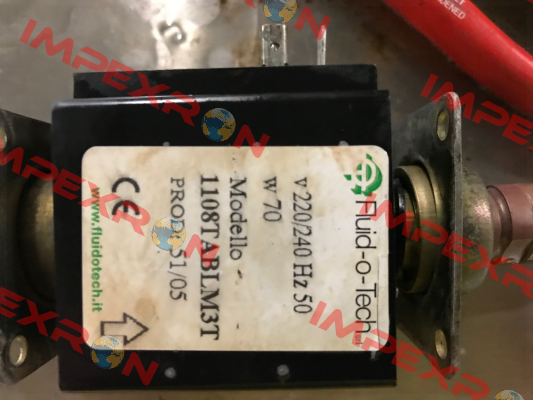 Fluid-o-Tech
v 220/240 Hz 50
w 70
Modello
1108TABLM3T
PROD: 51/05
CE
www.fluidotech.it
IMPEXRON
IMPEXRON
IMPEXRON
IMPEXRON